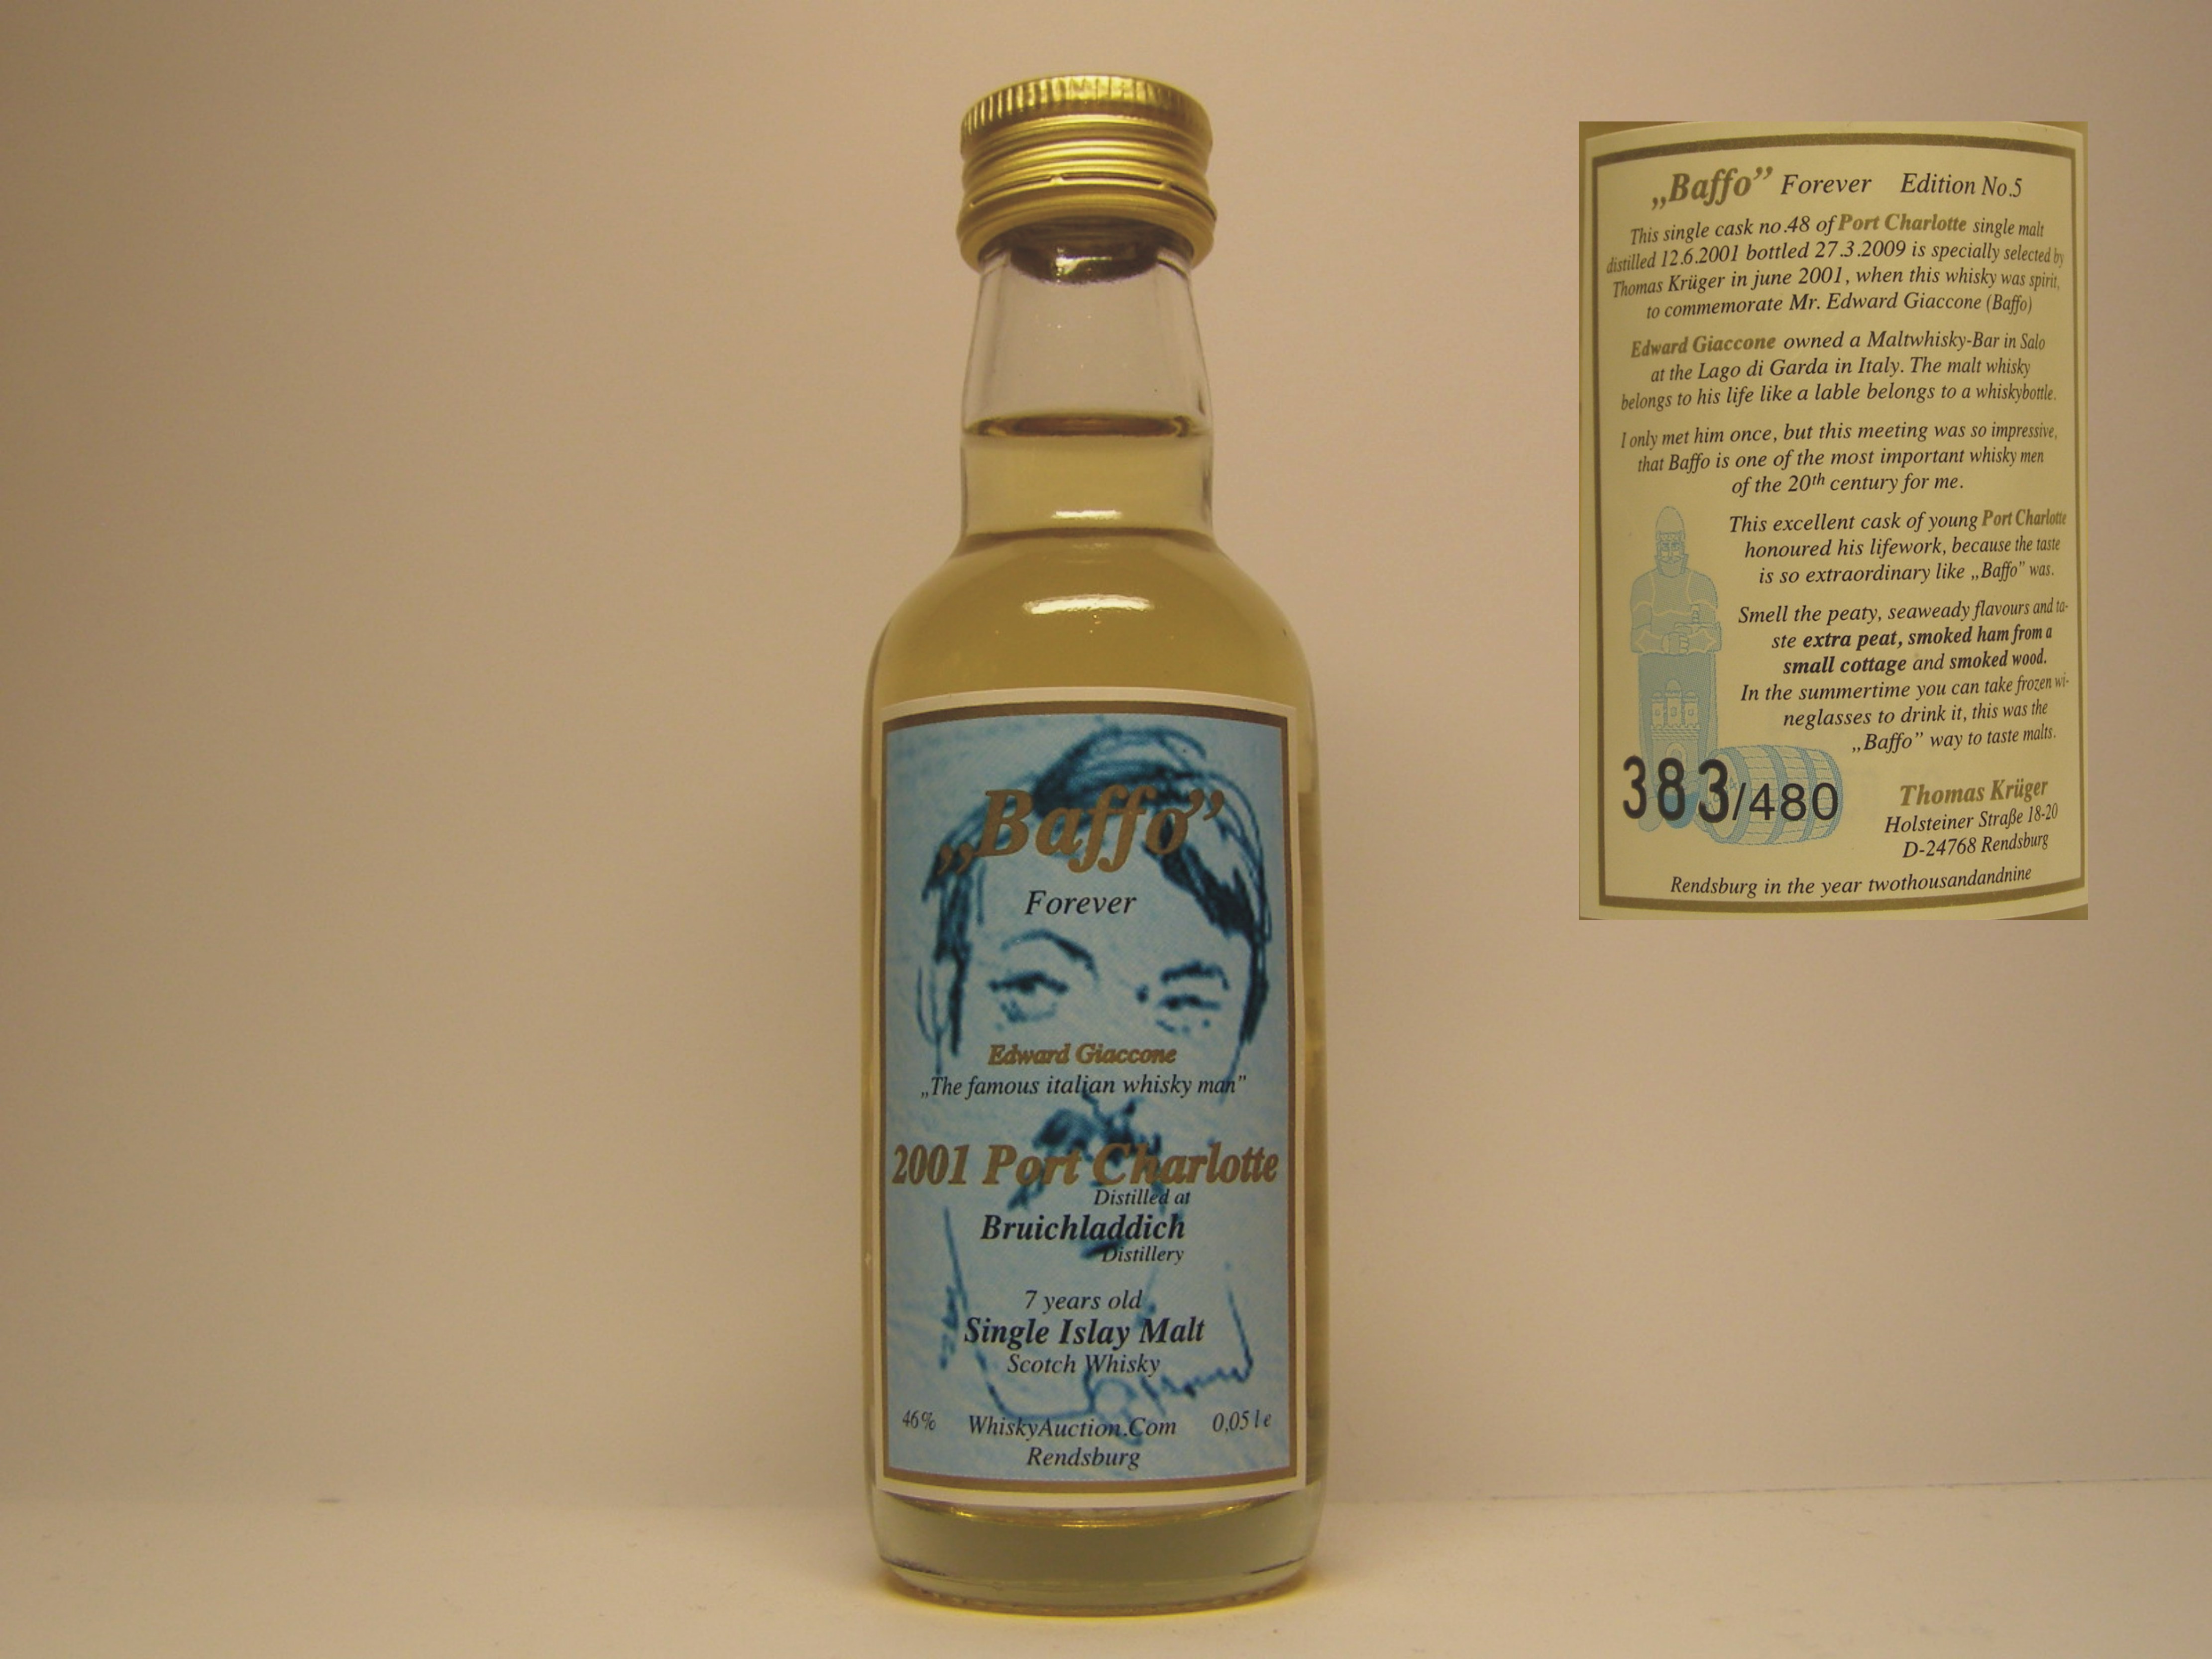 „Baffo”
Forever
Edward Giaccone
„The famous italian whisky man”
2001 Port Charlotte
Distilled at
Bruichladdich
Distillery
7 years old
Single Islay Malt
Scotch Whisky
46% WhiskyAuction.Com 0,05 l e
Rendsburg
„Baffo” Forever Edition No.5
This single cask no.48 of Port Charlotte single malt
distilled 12.6.2001 bottled 27.3.2009 is specially selected by
Thomas Krüger in june 2001, when this whisky was spirit,
to commemorate Mr. Edward Giaccone (Baffo)
Edward Giaccone owned a Maltwhisky-Bar in Salo
at the Lago di Garda in Italy. The malt whisky
belongs to his life like a lable belongs to a whiskybottle.
I only met him once, but this meeting was so impressive,
that Baffo is one of the most important whisky men
of the 20th century for me.
This excellent cask of young Port Charlotte
honoured his lifework, because the taste
is so extraordinary like „Baffo” was.
Smell the peaty, seaweady flavours and ta-
ste extra peat, smoked ham from a
small cottage and smoked wood.
In the summertime you can take frozen wi-
neglasses to drink it, this was the
„Baffo” way to taste malts.
383/480
Thomas Krüger
Holsteiner Straße 18-20
D-24768 Rendsburg
Rendsburg in the year twothousandandnine